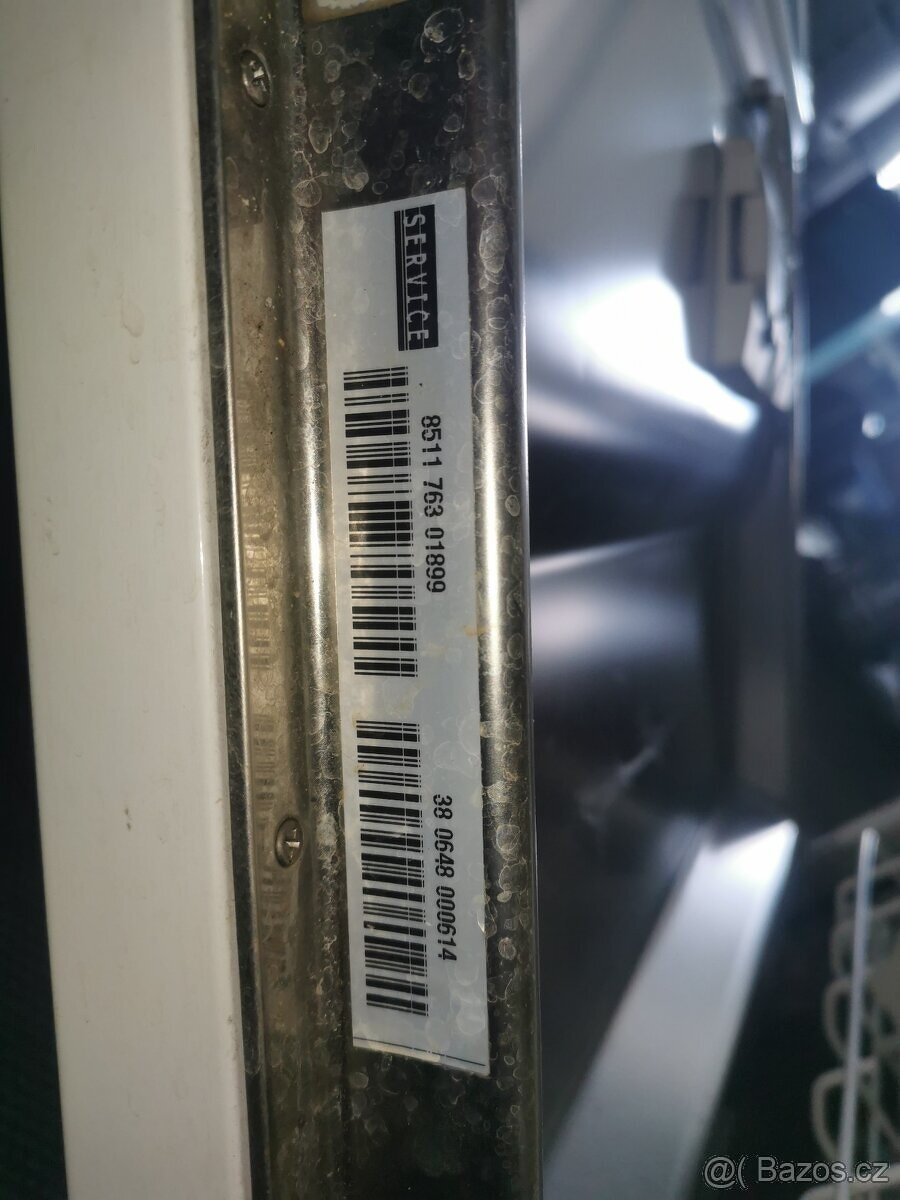 SERVICE
8511 763 01899
38 0648 000614
@( Bazos.cz